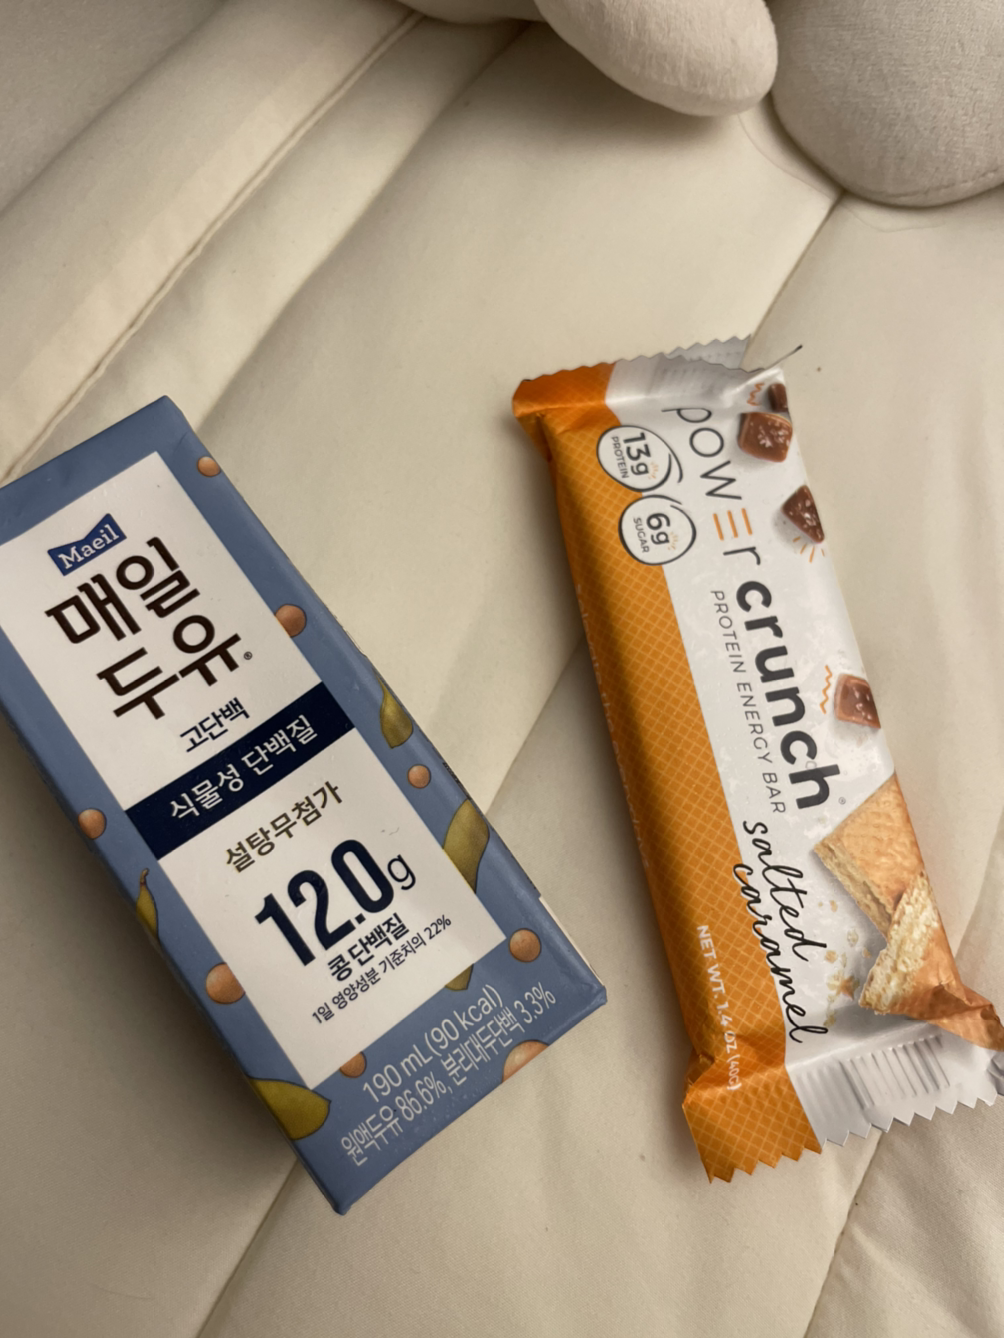 Maeil
매일
두유®
고단백
식물성 단백질
설탕무첨가
12.0g
콩단백질
1일 영양성분 기준치의 22%
190 mL (90 kcal)
원액두유 86.6%, 분리대두단백 3.3%
13g
PROTEIN
6g
SUGAR
power
crunch®
PROTEIN ENERGY BAR
salted
caramel
NET WT. 1.4 OZ (40G)